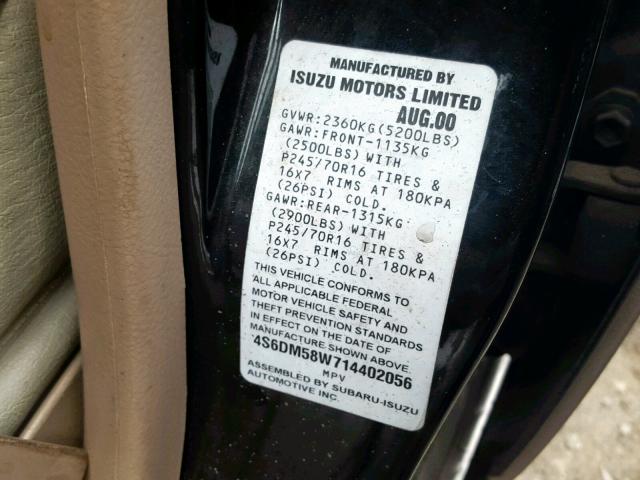 MANUFACTURED BY
ISUZU MOTORS LIMITED
AUG.00
GVWR:2360KG(5200LBS)
GAWR:FRONT-1135KG
(2500LBS) WITH
P245/70R16 TIRES &
16X7 RIMS AT 180KPA
(26PSI) COLD.
GAWR:REAR-1315KG
(2900LBS) WITH
P245/70R16 TIRES &
16X7 RIMS AT 180KPA
(26PSI) COLD.
THIS VEHICLE CONFORMS TO
ALL APPLICABLE FEDERAL
MOTOR VEHICLE SAFETY AND
THEFT PREVENTION STANDARDS
IN EFFECT ON THE DATE OF
MANUFACTURE SHOWN ABOVE.
4S6DM58W714402056
MPV
ASSEMBLED BY SUBARU-ISUZU
AUTOMOTIVE INC.